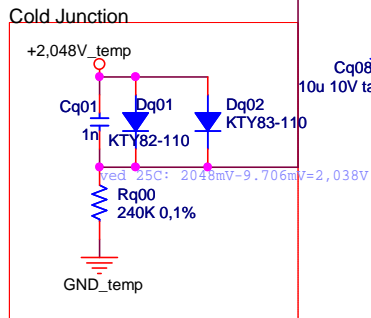 Cold Junction
+2,048V_temp
Cq08
10u 10V ta
Cq01
1n
Dq01
KTY82-110
Dq02
KTY83-110
ved 25C: 2048mV-9.706mV=2,038V
Rq00
240K 0,1%
GND_temp